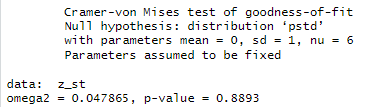 Cramer-von Mises test of goodness-of-fit
Null hypothesis: distribution ‘pstd’
with parameters mean = 0, sd = 1, nu = 6
Parameters assumed to be fixed
data:  z_st
omega2 = 0.047865, p-value = 0.8893